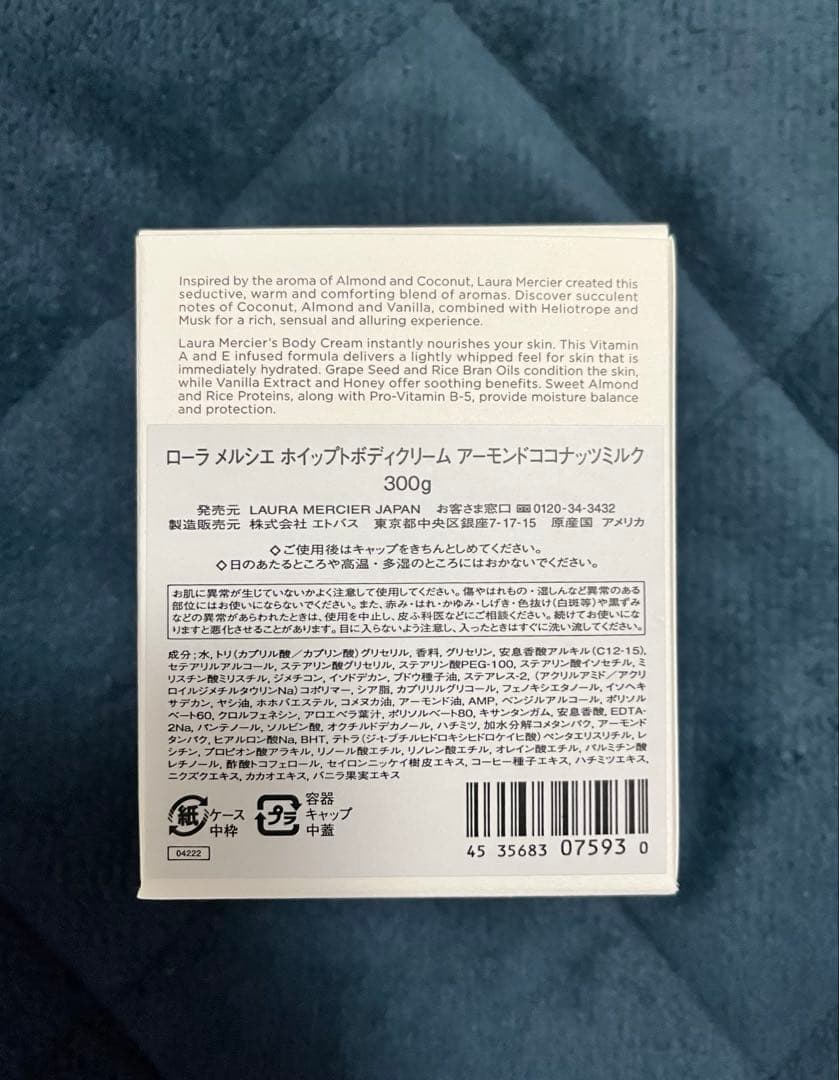 Inspired by the aroma of Almond and Coconut, Laura Mercier created this
seductive, warm and comforting blend of aromas. Discover succulent
notes of Coconut, Almond and Vanilla, combined with Heliotrope and
Musk for a rich, sensual and alluring experience.
Laura Mercier's Body Cream instantly nourishes your skin. This Vitamin
A and E infused formula delivers a lightly whipped feel for skin that is
immediately hydrated. Grape Seed and Rice Bran Oils condition the skin,
while Vanilla Extract and Honey offer soothing benefits. Sweet Almond
and Rice Proteins, along with Pro-Vitamin B-5, provide moisture balance
and protection.
ローラ メルシエ ホイップトボディクリーム アーモンドココナッツミルク
300g
発売元 LAURA MERCIER JAPAN お客さま窓口 0120-34-3432
製造販売元 株式会社 エトバス 東京都中央区銀座7-17-15 原産国 アメリカ
◇ご使用後はキャップをきちんとしめてください。
◇日のあたるところや高温・多湿のところにはおかないでください。
お肌に異常が生じていないかよく注意して使用してください。傷やはれもの・湿しんなど異常のある
部位にはお使いにならないでください。また、赤み・はれ・かゆみ・しげき・色抜け(白斑等)や黒ずみ
などの異常があらわれたときは、使用を中止し、皮ふ科医などにご相談ください。続けてお使いにな
りますと悪化させることがあります。目に入らないよう注意し、入ったときはすぐに洗い流してください。
成分:水、トリ(カプリル酸/カプリン酸)グリセリル、香料、グリセリン、安息香酸アルキル(C12-15)、
セテアリルアルコール、ステアリン酸グリセリル、ステアリン酸PEG-100、ステアリン酸イソセチル、ミ
リスチン酸ミリスチル、ジメチコン、イソドデカン、ブドウ種子油、ステアレス-2、(アクリルアミド/アクリ
ロイルジメチルタウリンNa)コポリマー、シア脂、カプリリルグリコール、フェノキシエタノール、イソヘキ
サデカン、ヤシ油、ホホバエステル、コメヌカ油、アーモンド油、AMP、ベンジルアルコール、ポリソル
ベート60、クロルフェネシン、アロエベラ葉汁、ポリソルベート80、キサンタンガム、安息香酸、EDTA-
2Na、パンテノール、ソルビン酸、オクチルドデカノール、ハチミツ、加水分解コメタンパク、アーモンド
タンパク、ヒアルロン酸Na、BHT、テトラ(ジ-t-ブチルヒドロキシヒドロケイヒ酸)ペンタエリスリチル、レ
シチン、プロピオン酸アラキル、リノール酸エチル、リノレン酸エチル、オレイン酸エチル、パルミチン酸
レチノール、酢酸トコフェロール、セイロンニッケイ樹皮エキス、コーヒー種子エキス、ハチミツエキス、
ニクズクエキス、カカオエキス、バニラ果実エキス
紙 ケース
中枠
プラ 容器
キャップ
中蓋
04222
45 35683 07593 0